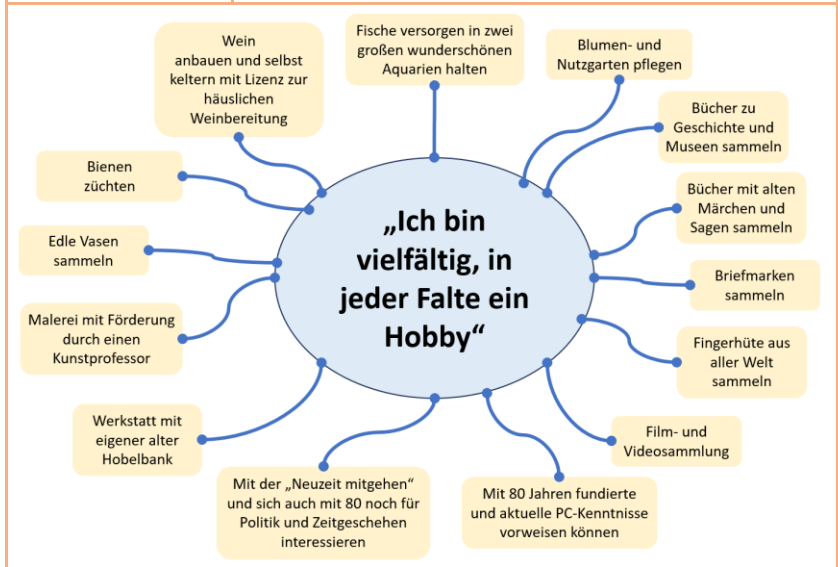 Wein
anbauen und selbst
keltern mit Lizenz zur
häuslichen
Weinbereitung
Fische versorgen in zwei
großen wunderschönen
Aquarien halten
Blumen- und
Nutzgarten pflegen
Bücher zu
Geschichte und
Museen sammeln
Bienen
züchten
Bücher mit alten
Märchen und
Sagen sammeln
Edle Vasen
sammeln
„Ich bin
vielfältig, in
jeder Falte ein
Hobby“
Briefmarken
sammeln
Malerei mit Förderung
durch einen
Kunstprofessor
Fingerhüte aus
aller Welt
sammeln
Werkstatt mit
eigener alter
Hobelbank
Film- und
Videosammlung
Mit der „Neuzeit mitgehen“
und sich auch mit 80 noch für
Politik und Zeitgeschehen
interessieren
Mit 80 Jahren fundierte
und aktuelle PC-Kenntnisse
vorweisen können